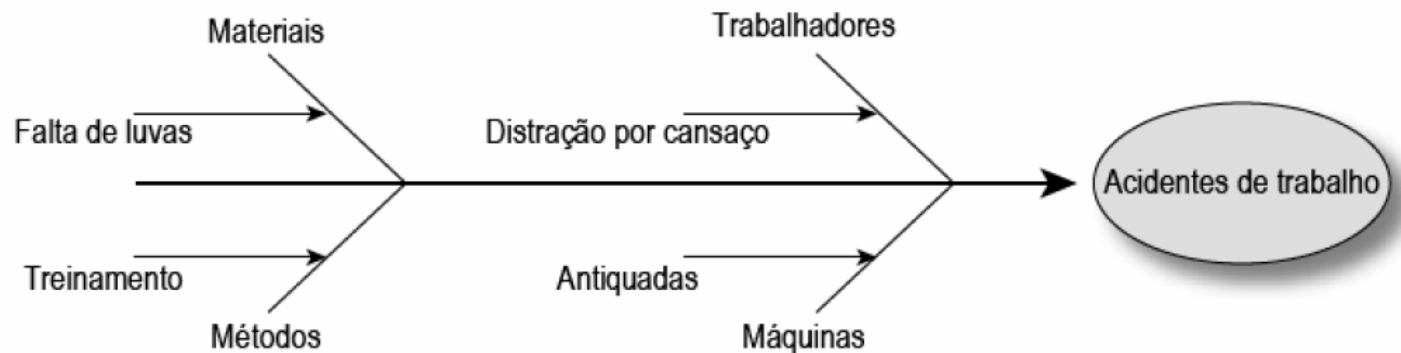 Materiais
Trabalhadores
Falta de luvas
Distração por cansaço
Acidentes de trabalho
Treinamento
Antiquadas
Métodos
Máquinas